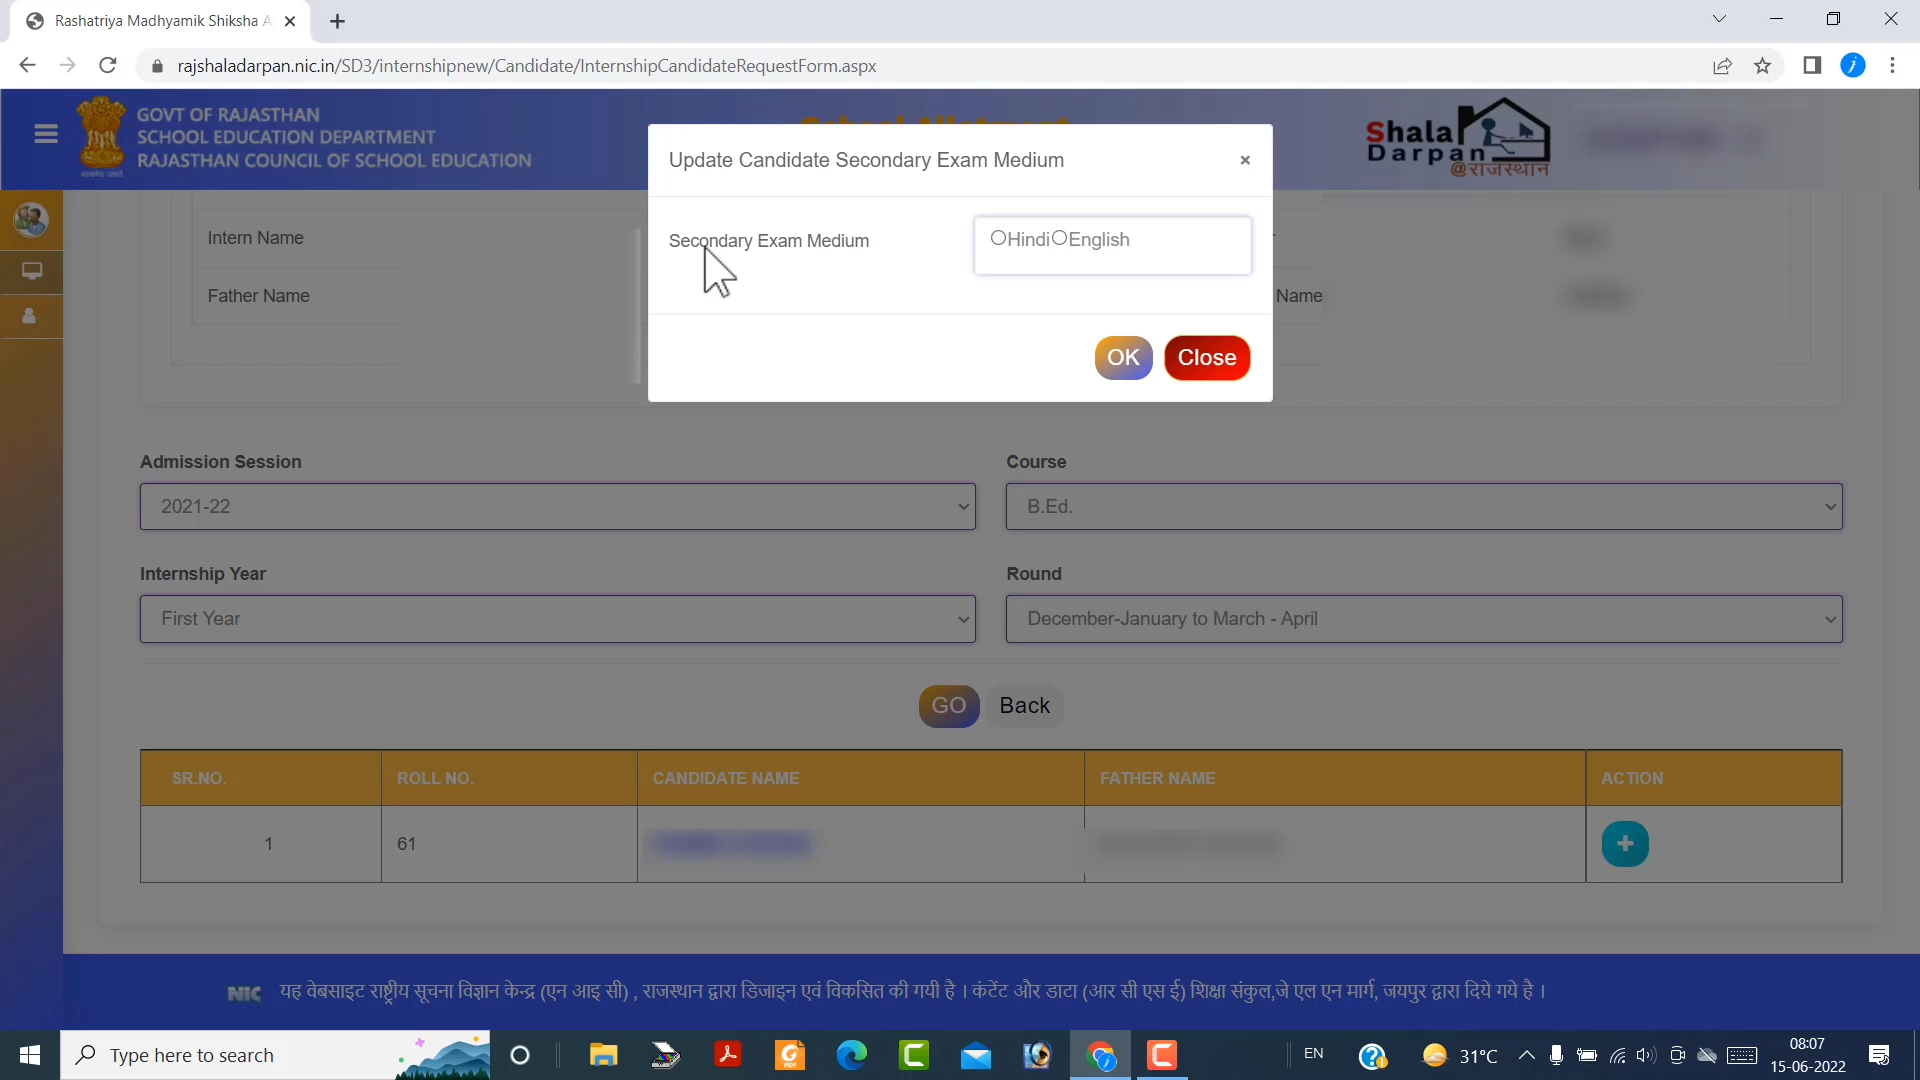 Rashatriya Madhyamik Shiksha A
rajshaladarpan.nic.in/SD3/internshipnew/Candidate/InternshipCandidateRequestForm.aspx
GOVT OF RAJASTHAN
SCHOOL EDUCATION DEPARTMENT
RAJASTHAN COUNCIL OF SCHOOL EDUCATION
सत्यमेव जयते
School Allotment
Shala
Darpan
@राजस्थान
Update Candidate Secondary Exam Medium ×
Secondary Exam Medium Hindi English
OK Close
Intern Name
Father Name Name
Admission Session Course
2021-22 B.Ed.
Internship Year Round
First Year December-January to March - April
GO Back
SR.NO. ROLL NO. CANDIDATE NAME FATHER NAME ACTION
1 61
NIC यह वेबसाइट राष्ट्रीय सूचना विज्ञान केन्द्र (एन आइ सी) , राजस्थान द्वारा डिजाइन एवं विकसित की गयी है । कंटेंट और डाटा (आर सी एस ई) शिक्षा संकुल,जे एल एन मार्ग, जयपुर द्वारा दिये गये है ।
Type here to search EN 31°C 08:07
15-06-2022